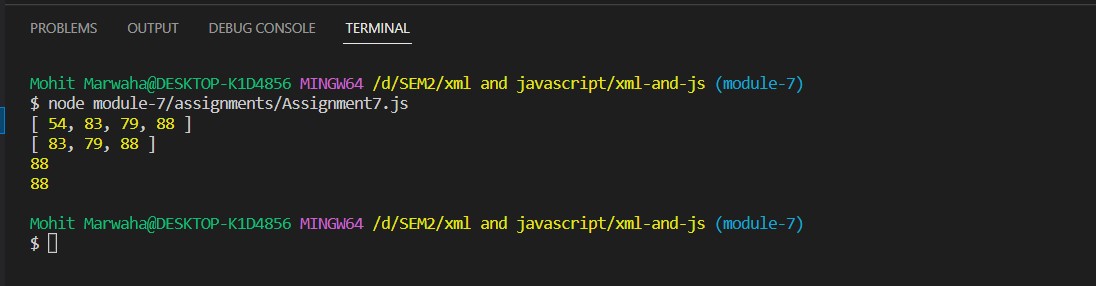 PROBLEMS OUTPUT DEBUG CONSOLE TERMINAL
Mohit Marwaha@DESKTOP-K1D4856 MINGW64 /d/SEM2/xml and javascript/xml-and-js (module-7)
$ node module-7/assignments/Assignment7.js
[ 54, 83, 79, 88 ]
[ 83, 79, 88 ]
88
88
Mohit Marwaha@DESKTOP-K1D4856 MINGW64 /d/SEM2/xml and javascript/xml-and-js (module-7)
$